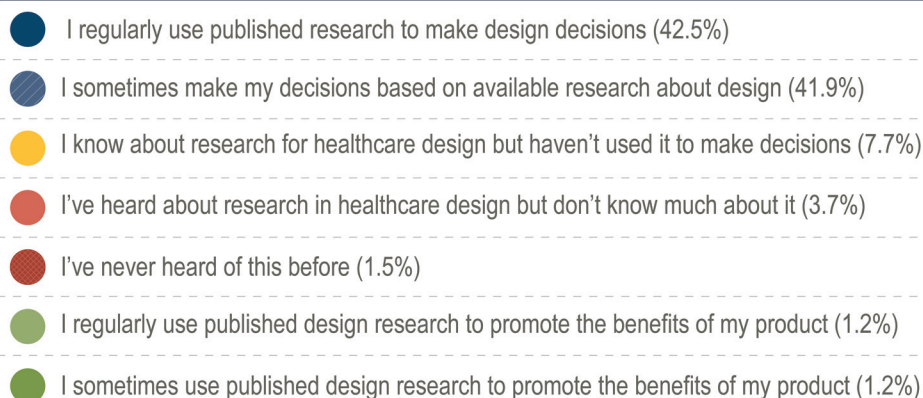 I regularly use published research to make design decisions (42.5%)
I sometimes make my decisions based on available research about design (41.9%)
I know about research for healthcare design but haven’t used it to make decisions (7.7%)
I’ve heard about research in healthcare design but don’t know much about it (3.7%)
I’ve never heard of this before (1.5%)
I regularly use published design research to promote the benefits of my product (1.2%)
I sometimes use published design research to promote the benefits of my product (1.2%)